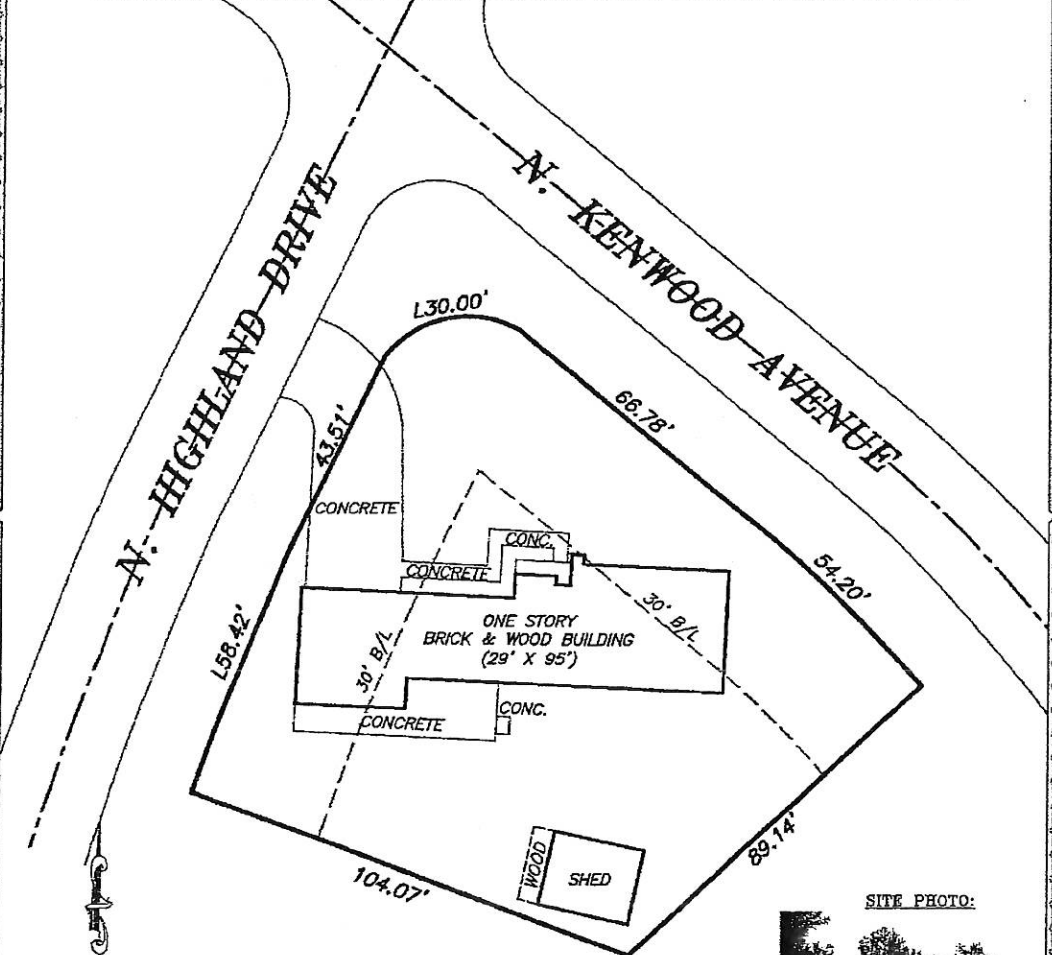 N. KENWOOD AVENUE
N. HIGHLAND DRIVE
L30.00'
66.78'
43.51'
CONCRETE
CONC.
CONCRETE
54.20'
30' B/L
ONE STORY
BRICK & WOOD BUILDING
(29' X 95')
30' B/L
L58.42'
CONC.
CONCRETE
89.14'
WOOD
SHED
104.07'
SITE PHOTO: